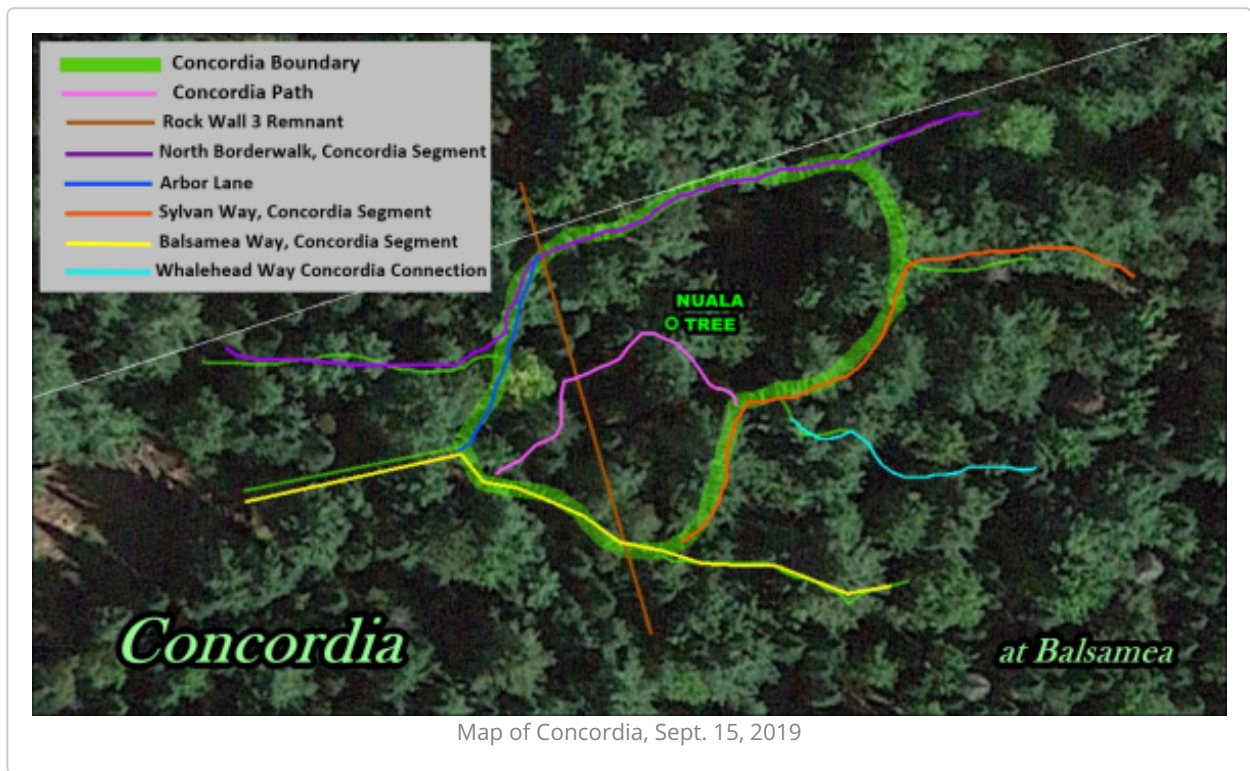 Concordia Boundary
Concordia Path
Rock Wall 3 Remnant
North Borderwalk, Concordia Segment
Arbor Lane
Sylvan Way, Concordia Segment
Balsamea Way, Concordia Segment
Whalehead Way Concordia Connection
NUALA
TREE
Concordia
at Balsamea
Map of Concordia, Sept. 15, 2019